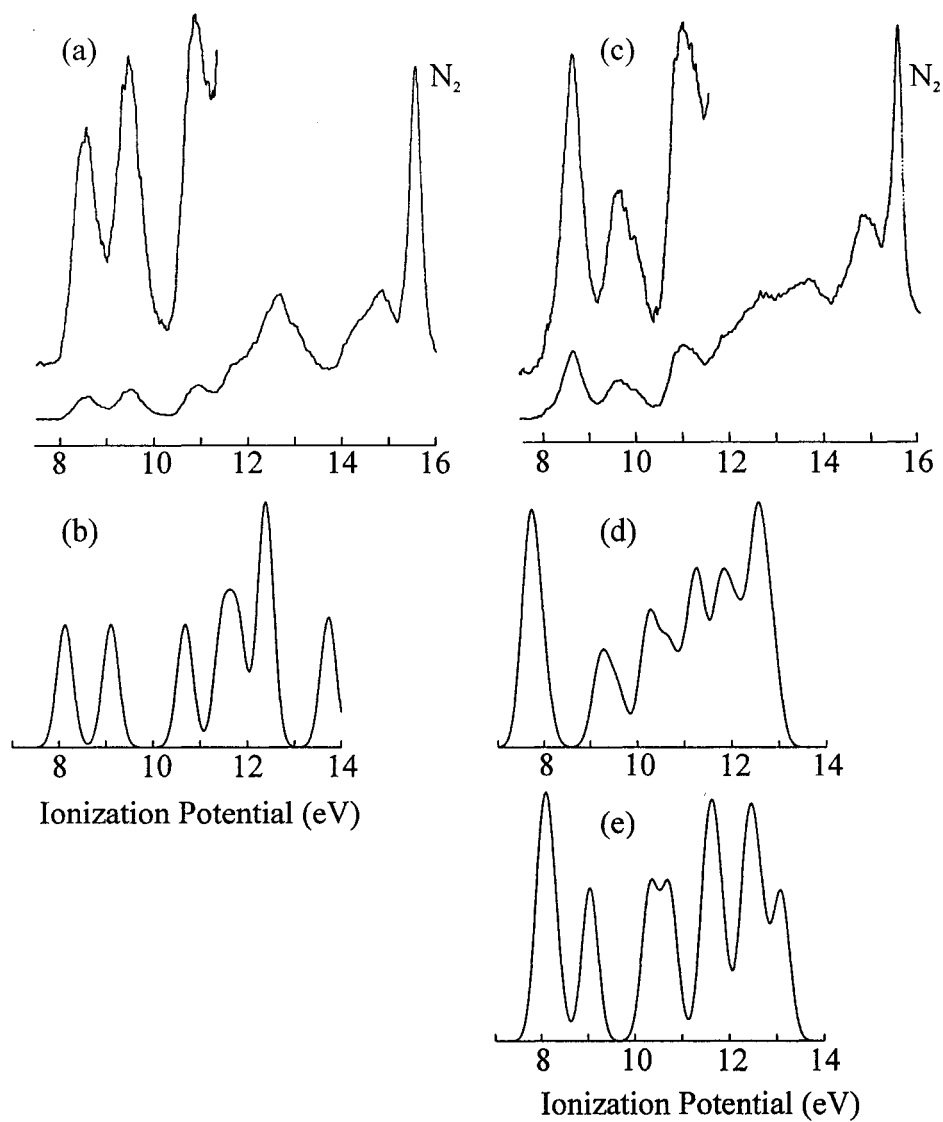 (a)
N2
8 10 12 14 16
(c)
N2
8 10 12 14 16
(b)
8 10 12 14
Ionization Potential (eV)
(d)
8 10 12 14
(e)
8 10 12 14
Ionization Potential (eV)